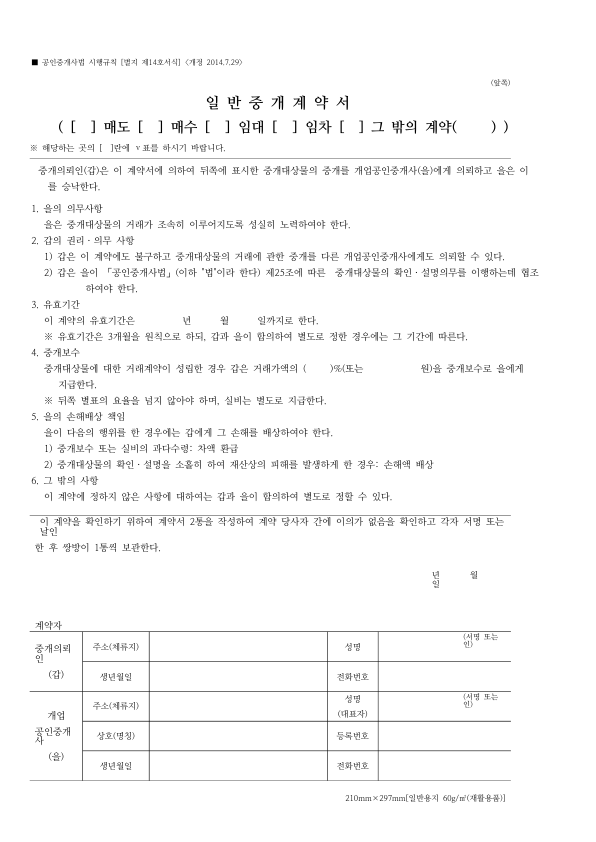 ■ 공인중개사법 시행규칙 [별지 제14호서식] <개정 2014.7.29>
(앞쪽)
일 반 중 개 계 약 서
( [ ] 매도 [ ] 매수 [ ] 임대 [ ] 임차 [ ] 그 밖의 계약( ) )
※ 해당하는 곳의 [ ]란에 v표를 하시기 바랍니다.
중개의뢰인(갑)은 이 계약서에 의하여 뒤쪽에 표시한 중개대상물의 중개를 개업공인중개사(을)에게 의뢰하고 을은 이
를 승낙한다.
1. 을의 의무사항
을은 중개대상물의 거래가 조속히 이루어지도록 성실히 노력하여야 한다.
2. 갑의 권리ㆍ의무 사항
1) 갑은 이 계약에도 불구하고 중개대상물의 거래에 관한 중개를 다른 개업공인중개사에게도 의뢰할 수 있다.
2) 갑은 을이 「공인중개사법」(이하 "법"이라 한다) 제25조에 따른 중개대상물의 확인ㆍ설명의무를 이행하는데 협조
하여야 한다.
3. 유효기간
이 계약의 유효기간은 년 월 일까지로 한다.
※ 유효기간은 3개월을 원칙으로 하되, 갑과 을이 합의하여 별도로 정한 경우에는 그 기간에 따른다.
4. 중개보수
중개대상물에 대한 거래계약이 성립한 경우 갑은 거래가액의 ( )%(또는 원)을 중개보수로 을에게
지급한다.
※ 뒤쪽 별표의 요율을 넘지 않아야 하며, 실비는 별도로 지급한다.
5. 을의 손해배상 책임
을이 다음의 행위를 한 경우에는 갑에게 그 손해를 배상하여야 한다.
1) 중개보수 또는 실비의 과다수령: 차액 환급
2) 중개대상물의 확인ㆍ설명을 소홀히 하여 재산상의 피해를 발생하게 한 경우: 손해액 배상
6. 그 밖의 사항
이 계약에 정하지 않은 사항에 대하여는 갑과 을이 합의하여 별도로 정할 수 있다.
이 계약을 확인하기 위하여 계약서 2통을 작성하여 계약 당사자 간에 이의가 없음을 확인하고 각자 서명 또는
날인
한 후 쌍방이 1통씩 보관한다.
년 월
일
계약자
중개의뢰
인
(갑)
주소(체류지)
성명
(서명 또는
인)
생년월일
전화번호
개업
공인중개
사
(을)
주소(체류지)
성명
(대표자)
(서명 또는
인)
상호(명칭)
등록번호
생년월일
전화번호
210mm×297mm[일반용지 60g/㎡(재활용품)]